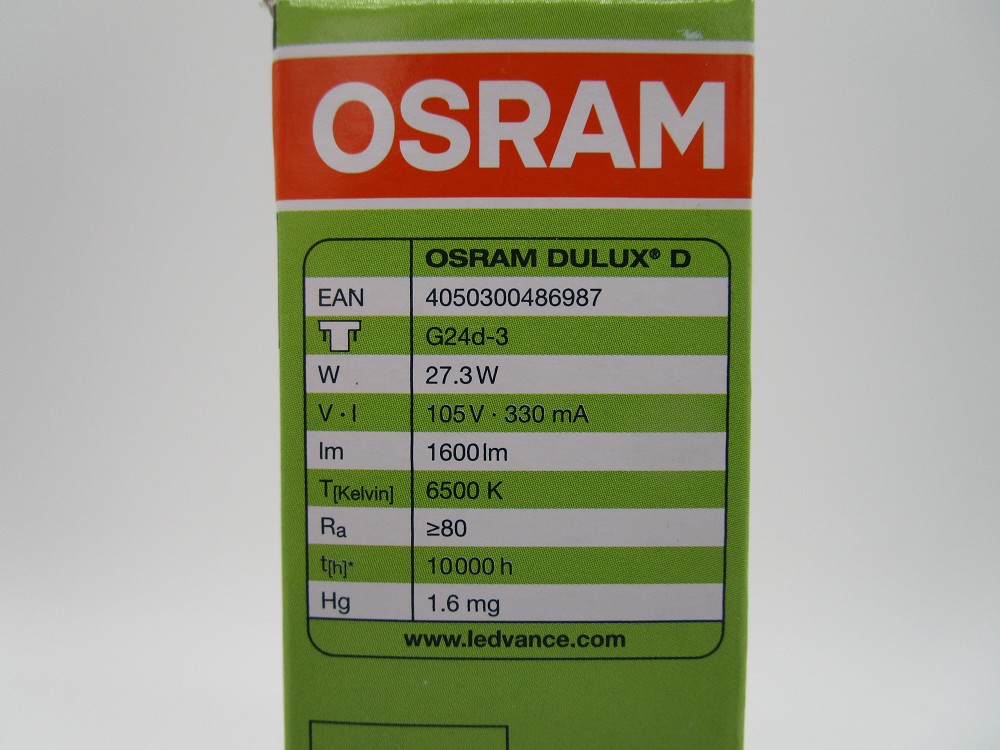 OSRAM
OSRAM DULUX® D
EAN 4050300486987
G24d-3
W 27.3 W
V · I 105 V · 330 mA
lm 1600 lm
T[Kelvin] 6500 K
Ra ≥80
t[h]* 10000 h
Hg 1.6 mg
www.ledvance.com